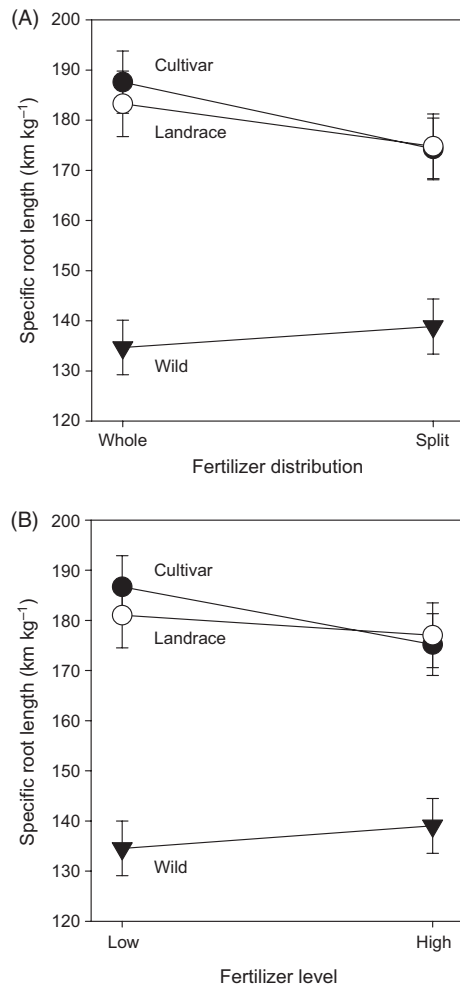 (A)
200
190
180
170
160
150
140
130
120
Specific root length (km kg⁻¹)
Cultivar
Landrace
Wild
Whole
Split
Fertilizer distribution
(B)
200
190
180
170
160
150
140
130
120
Specific root length (km kg⁻¹)
Cultivar
Landrace
Wild
Low
High
Fertilizer level